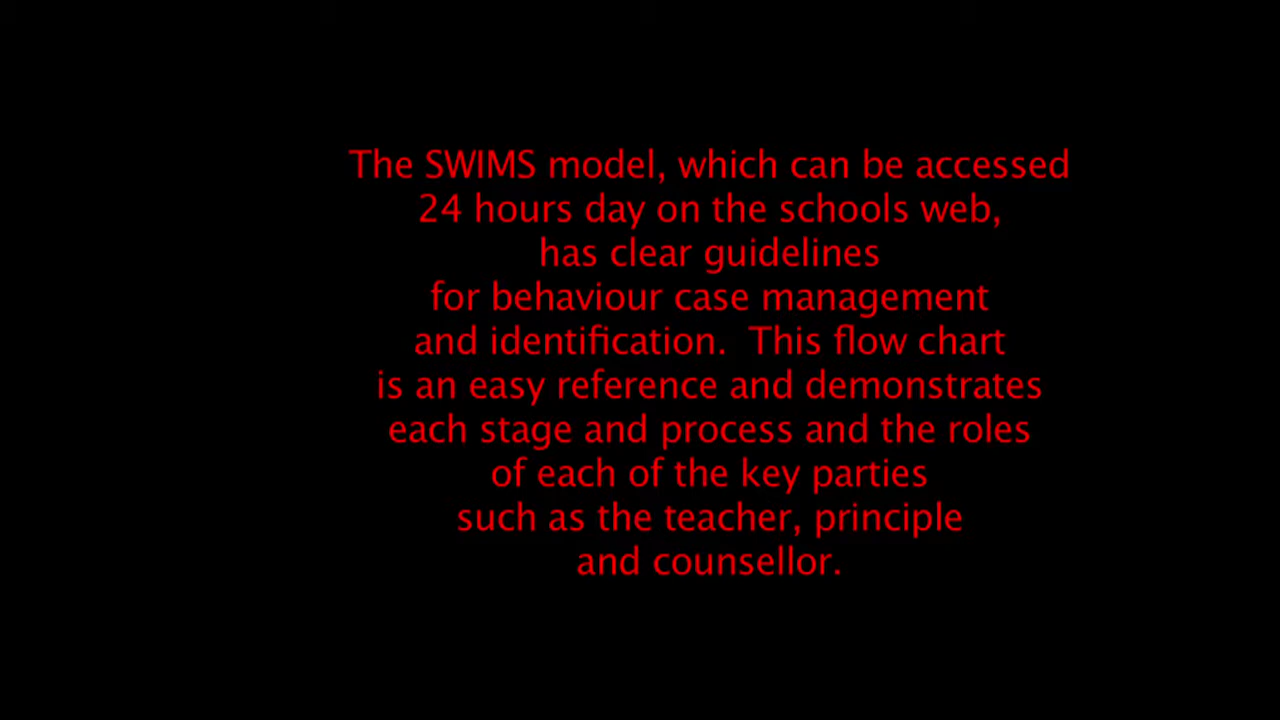 The SWIMS model, which can be accessed
24 hours day on the schools web,
has clear guidelines
for behaviour case management
and identification.  This flow chart
is an easy reference and demonstrates
each stage and process and the roles
of each of the key parties
such as the teacher, principle
and counsellor.